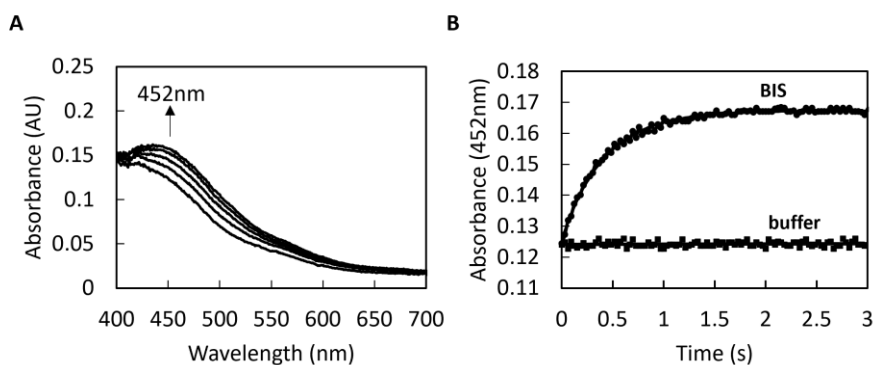 A
Absorbance (AU)
0.25
0.2
0.15
0.1
0.05
0
452nm
400 450 500 550 600 650 700
Wavelength (nm)
B
Absorbance (452nm)
0.18
0.17
0.16
0.15
0.14
0.13
0.12
0.11
BIS
buffer
0 0.5 1 1.5 2 2.5 3
Time (s)